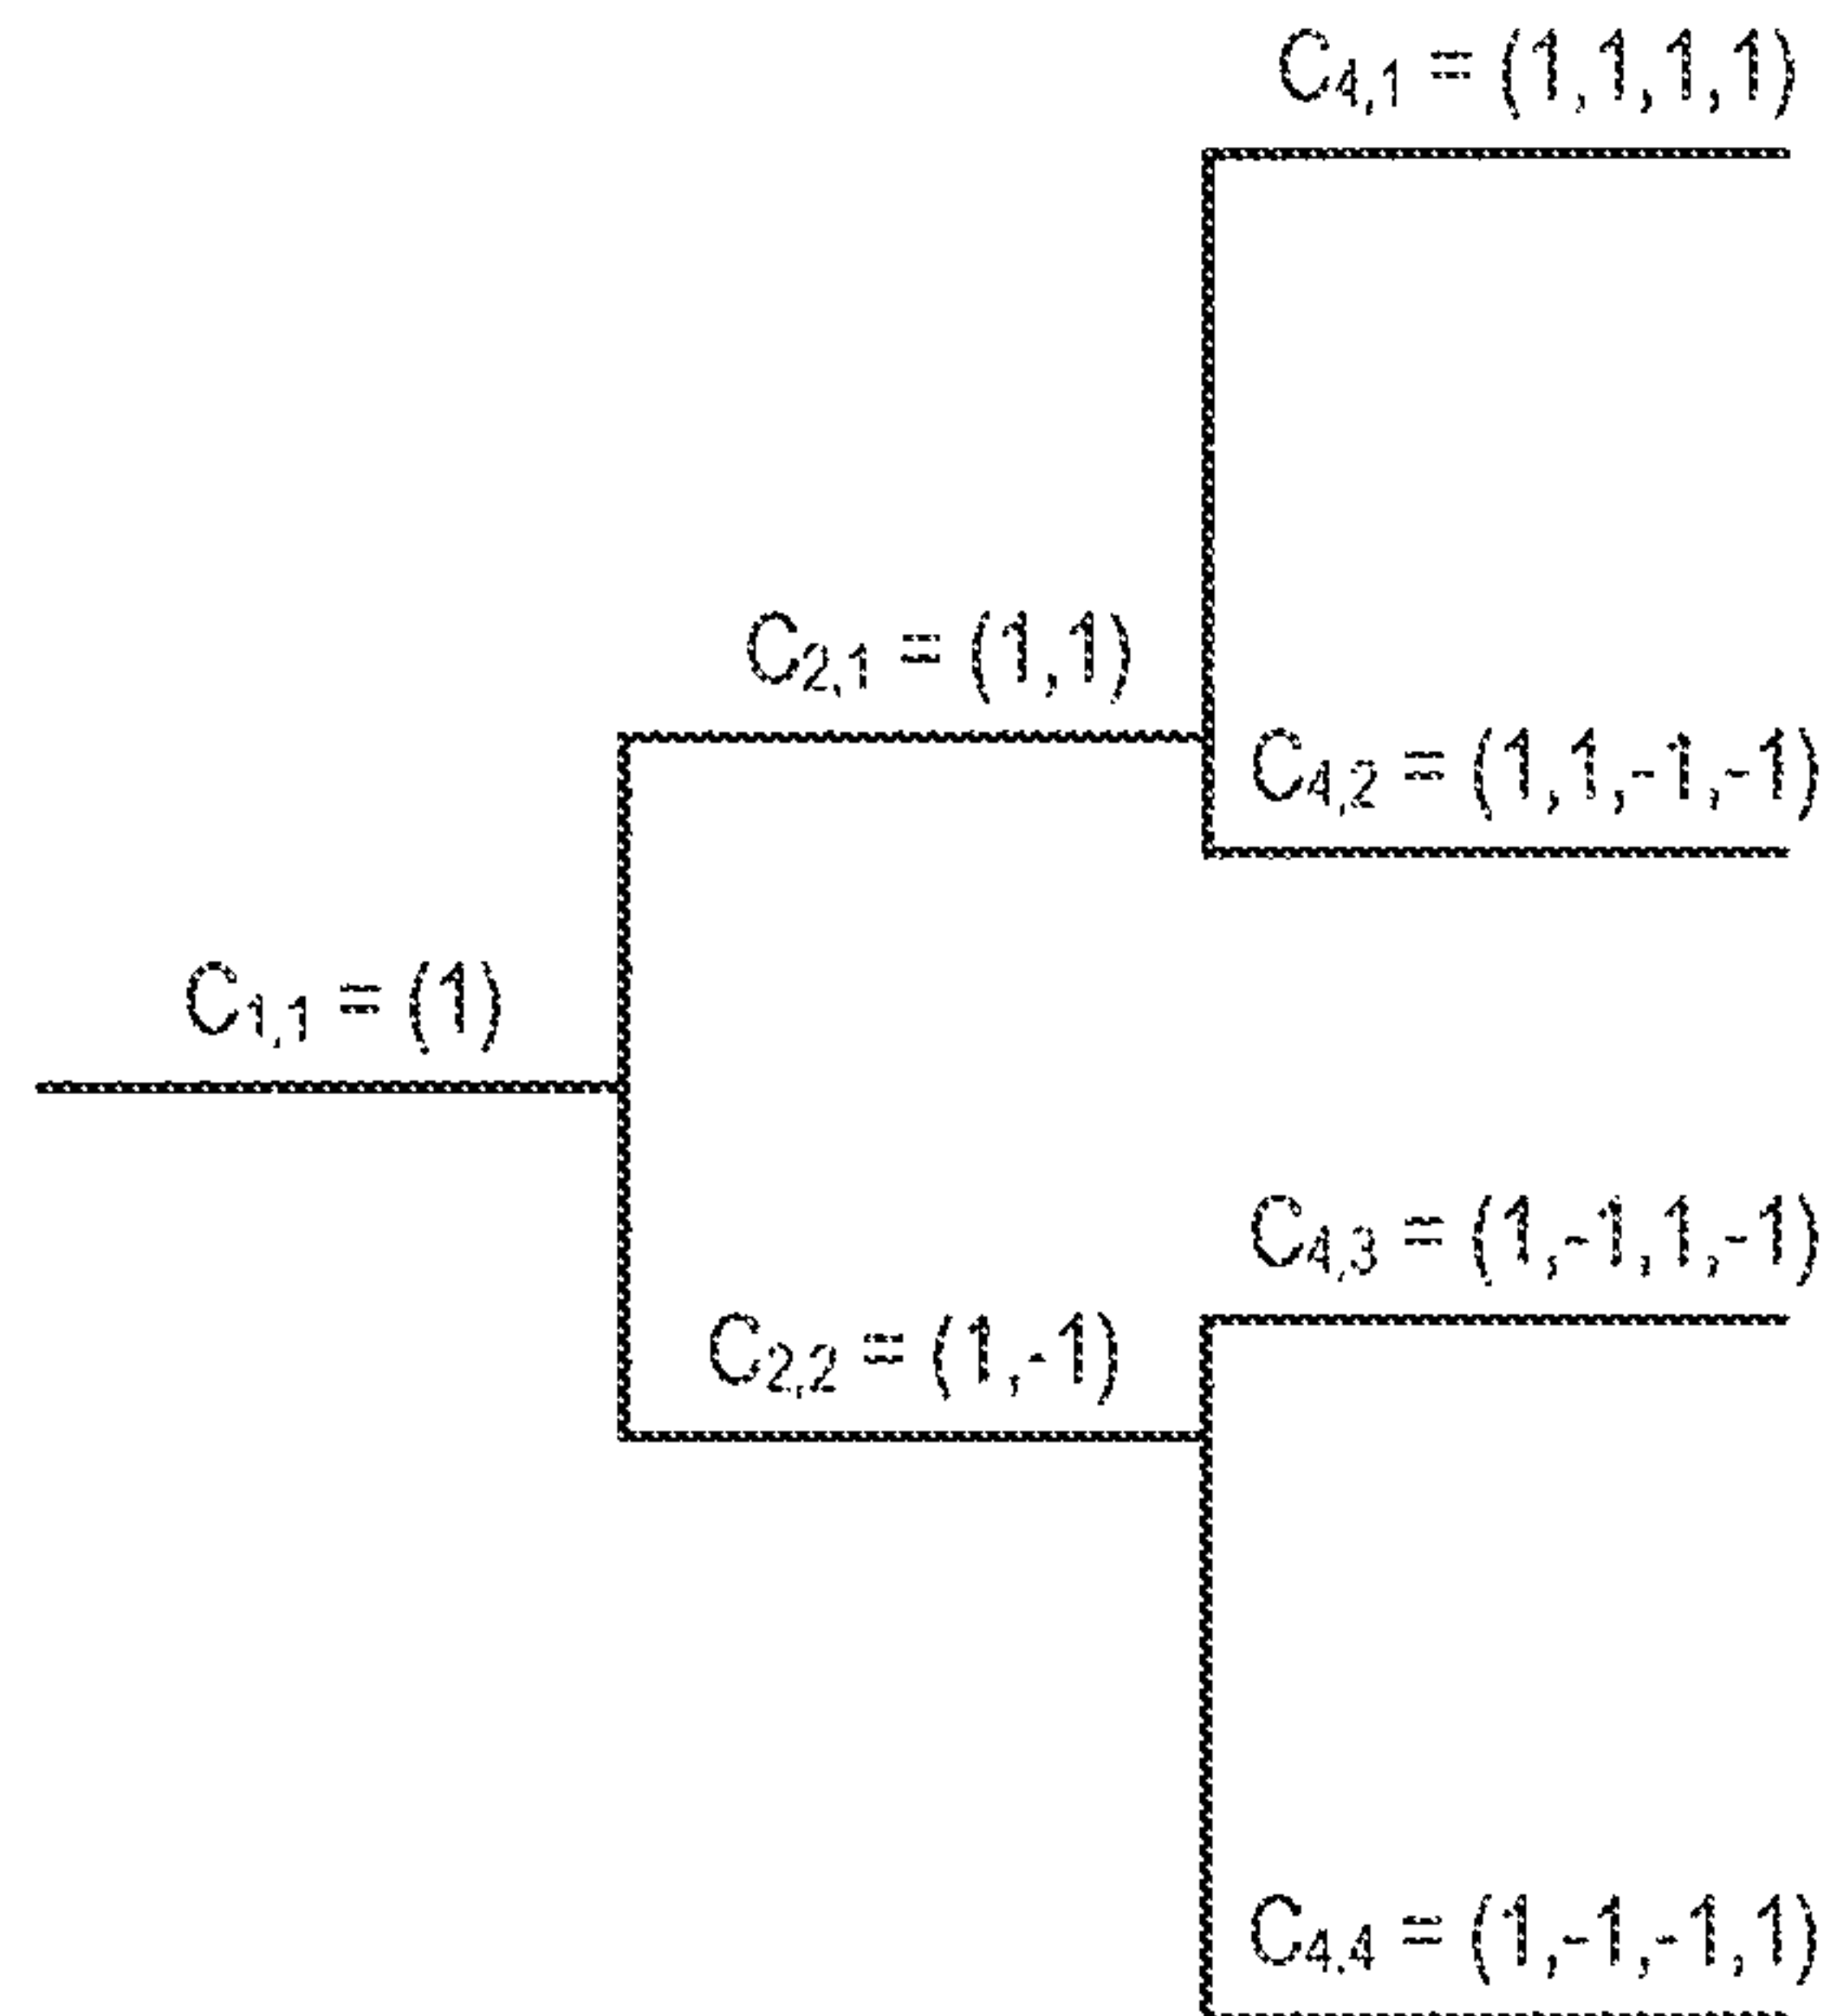 C4,1 = (1,1,1,1)
C2,1 = (1,1)
C4,2 = (1,1,-1,-1)
C1,1 = (1)
C4,3 = (1,-1,1,-1)
C2,2 = (1,-1)
C4,4 = (1,-1,-1,1)